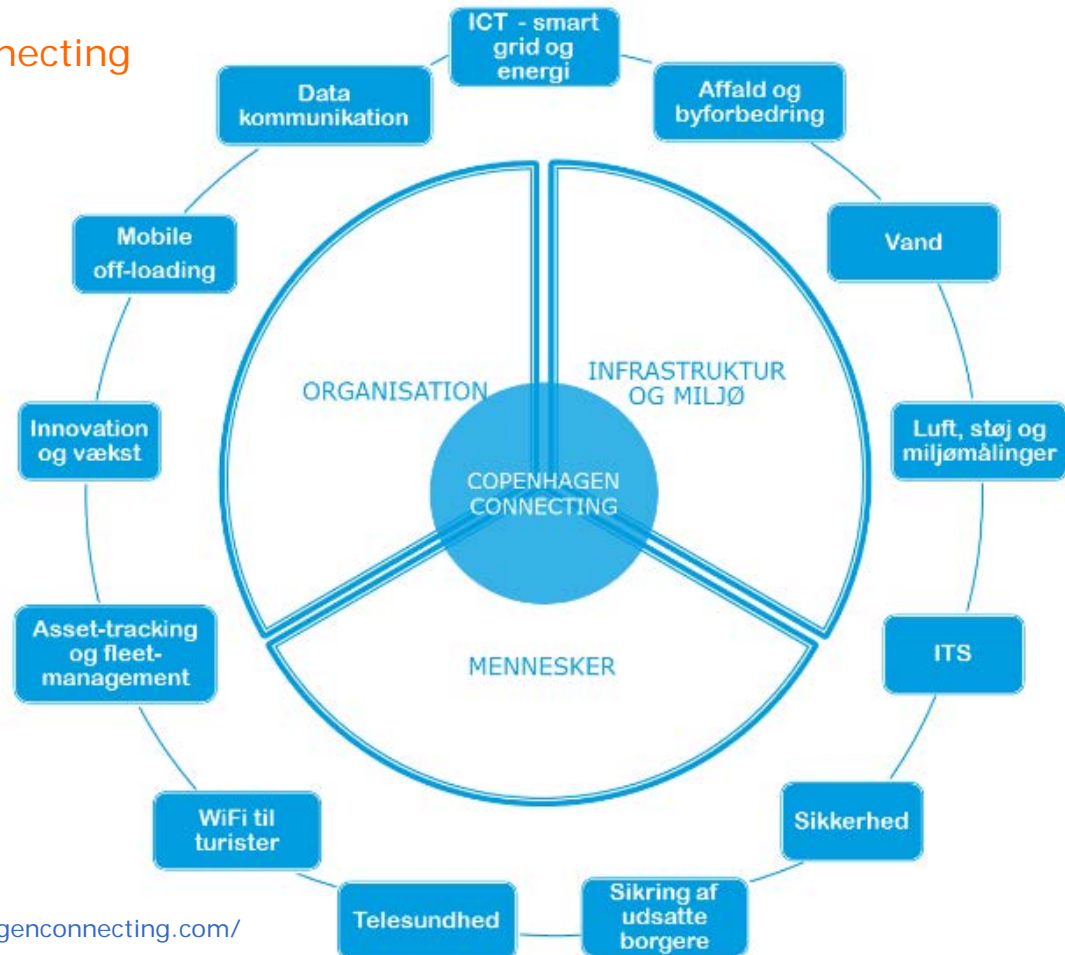 necting
ICT - smart
grid og
energi
Affald og
byforbedring
Vand
Luft, støj og
miljømålinger
ITS
Sikkerhed
Sikring af
udsatte
borgere
Telesundhed
WiFi til
turister
Asset-tracking
og fleet-
management
Innovation
og vækst
Mobile
off-loading
Data
kommunikation
ORGANISATION
INFRASTRUKTUR
OG MILJØ
COPENHAGEN
CONNECTING
MENNESKER
genconnecting.com/